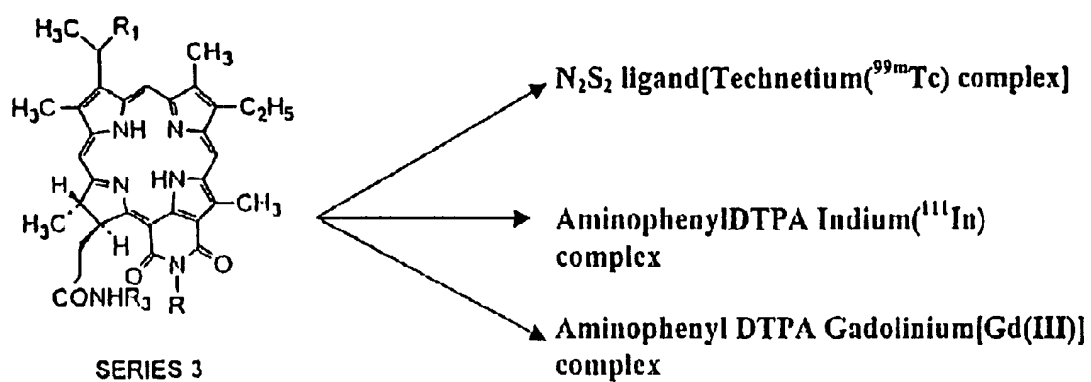 H₃C R₁
CH₃
H₃C
C₂H₅
NH N
N HN
H
H₃C
CH₃
H
O N O
CONHR₃
R
SERIES 3
N₂S₂ ligand[Technetium(⁹⁹ᵐTc) complex]
AminophenylDTPA Indium(¹¹¹In)
complex
Aminophenyl DTPA Gadolinium[Gd(III)]
complex